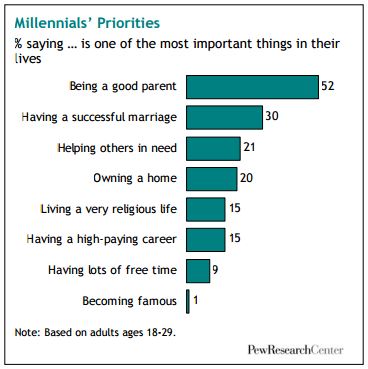 Millennials’ Priorities
% saying … is one of the most important things in their
lives
Being a good parent 52
Having a successful marriage 30
Helping others in need 21
Owning a home 20
Living a very religious life 15
Having a high-paying career 15
Having lots of free time 9
Becoming famous 1
Note: Based on adults ages 18-29.
PewResearchCenter